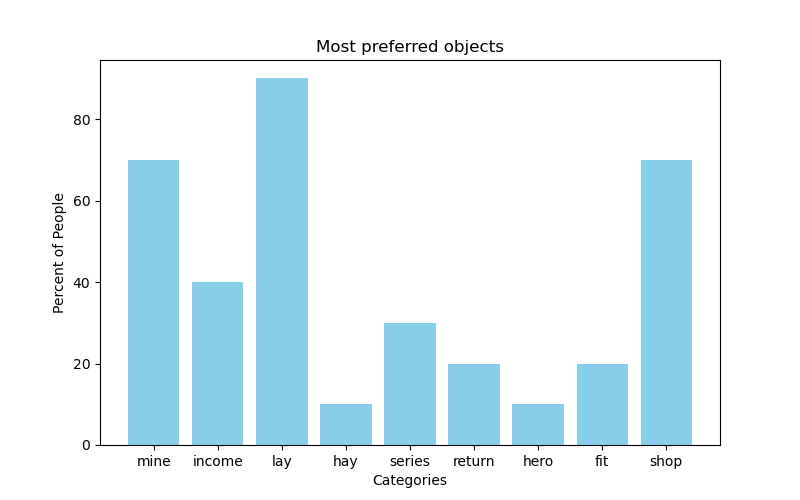 Most preferred objects
Percent of People
80
60
40
20
0
mine income lay hay series return hero fit shop
Categories